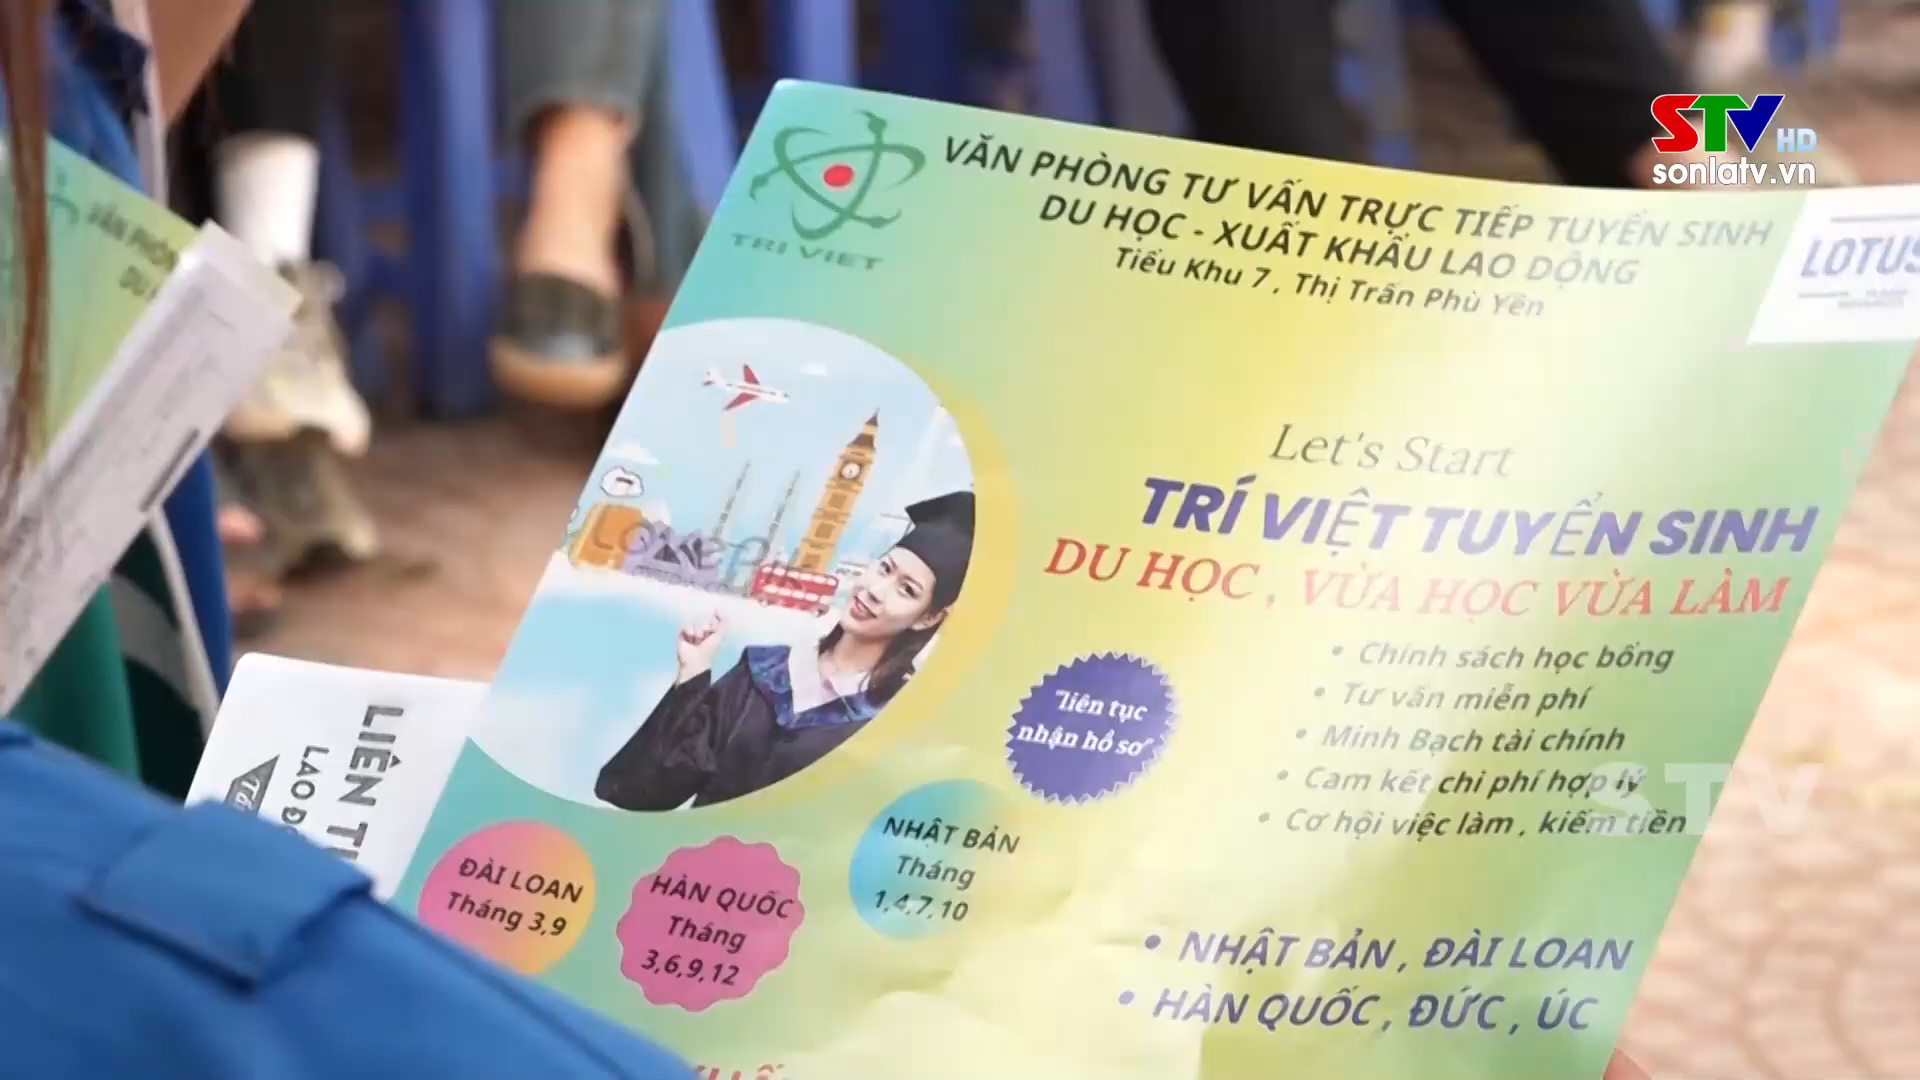 STV HD
sonlatv.vn
VĂN PHÒNG TƯ VẤN TRỰC TIẾP TUYỂN SINH
DU HỌC - XUẤT KHẨU LAO DỘNG
Tiểu Khu 7 , Thị Trấn Phù Yên
TRI VIET
LOTUS
Let's Start
TRÍ VIỆT TUYỂN SINH
DU HỌC , VỪA HỌC VỪA LÀM
• Chính sách học bổng
• Tư vấn miễn phí
• Minh Bạch tài chính
• Cam kết chi phí hợp lý
• Cơ hội việc làm , kiếm tiền
"liên tục
nhận hồ sơ"
ĐÀI LOAN
Tháng 3,9
HÀN QUỐC
Tháng
3,6,9,12
NHẬT BẢN
Tháng
1,4,7,10
• NHẬT BẢN , ĐÀI LOAN
• HÀN QUỐC , ĐỨC , ÚC
STV
VĂN PHÒN
DU H
LIÊN T
LAO